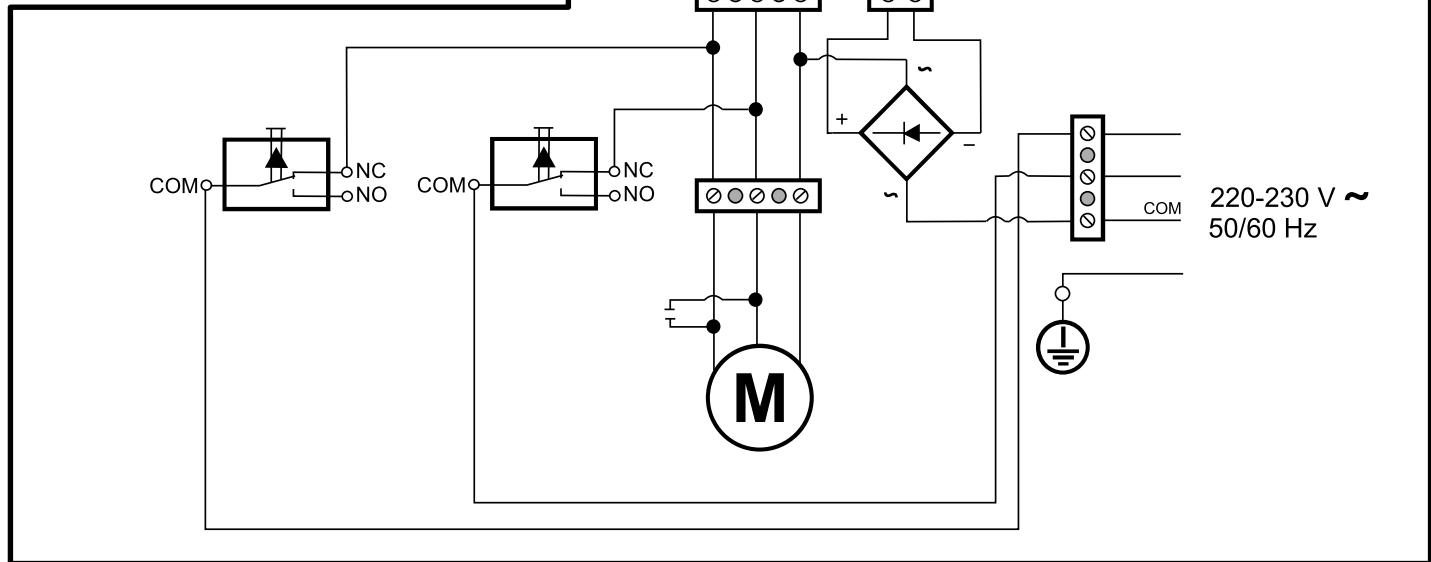 ~
+
−
COM
NC
NO
COM
NC
NO
~
COM
220-230 V ~
50/60 Hz
M